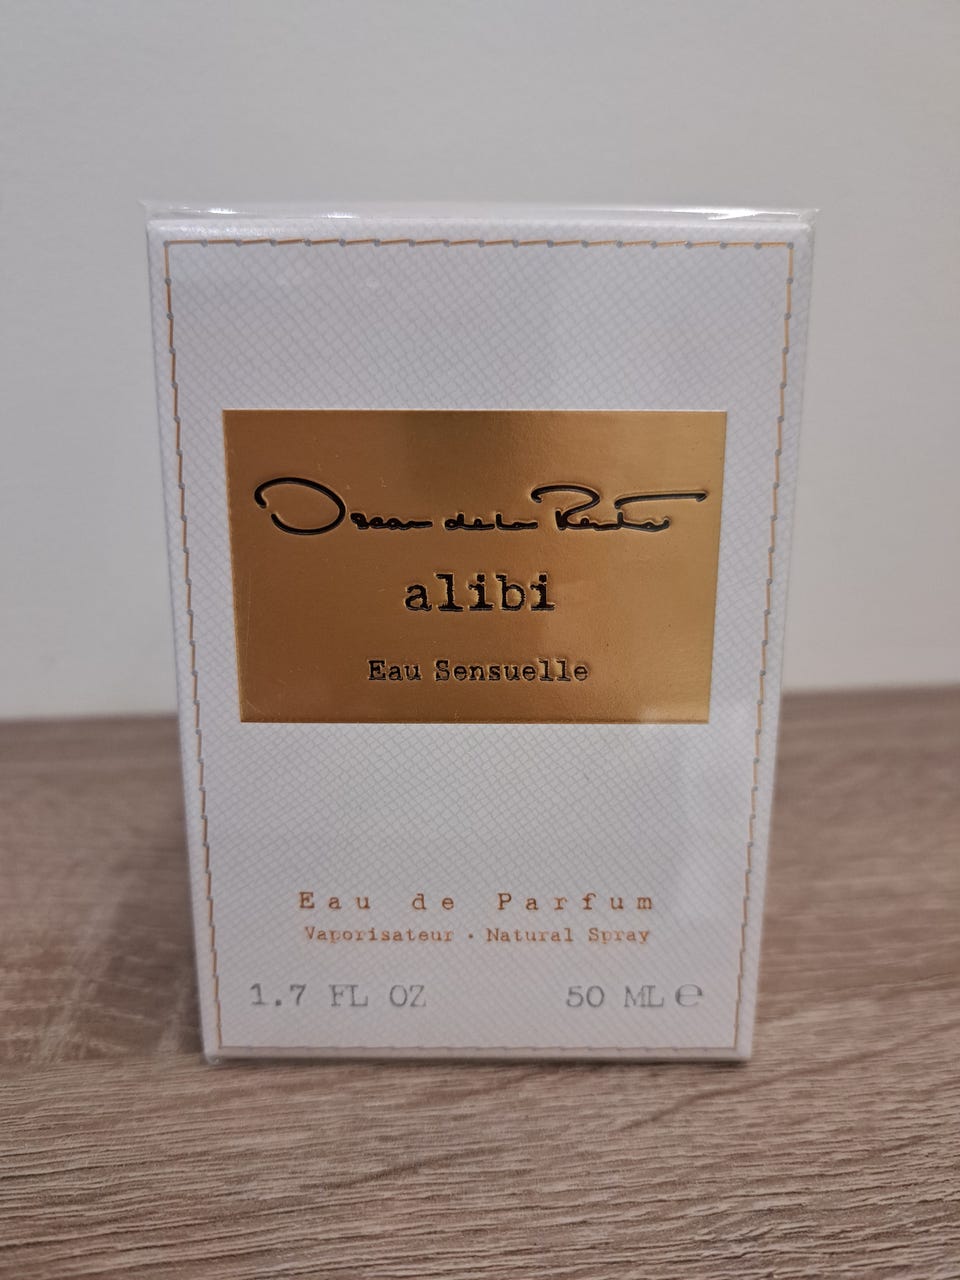 Oscar de la Renta
alibi
Eau Sensuelle
Eau de Parfum
Vaporisateur · Natural Spray
1.7 FL OZ 50 ML ℮